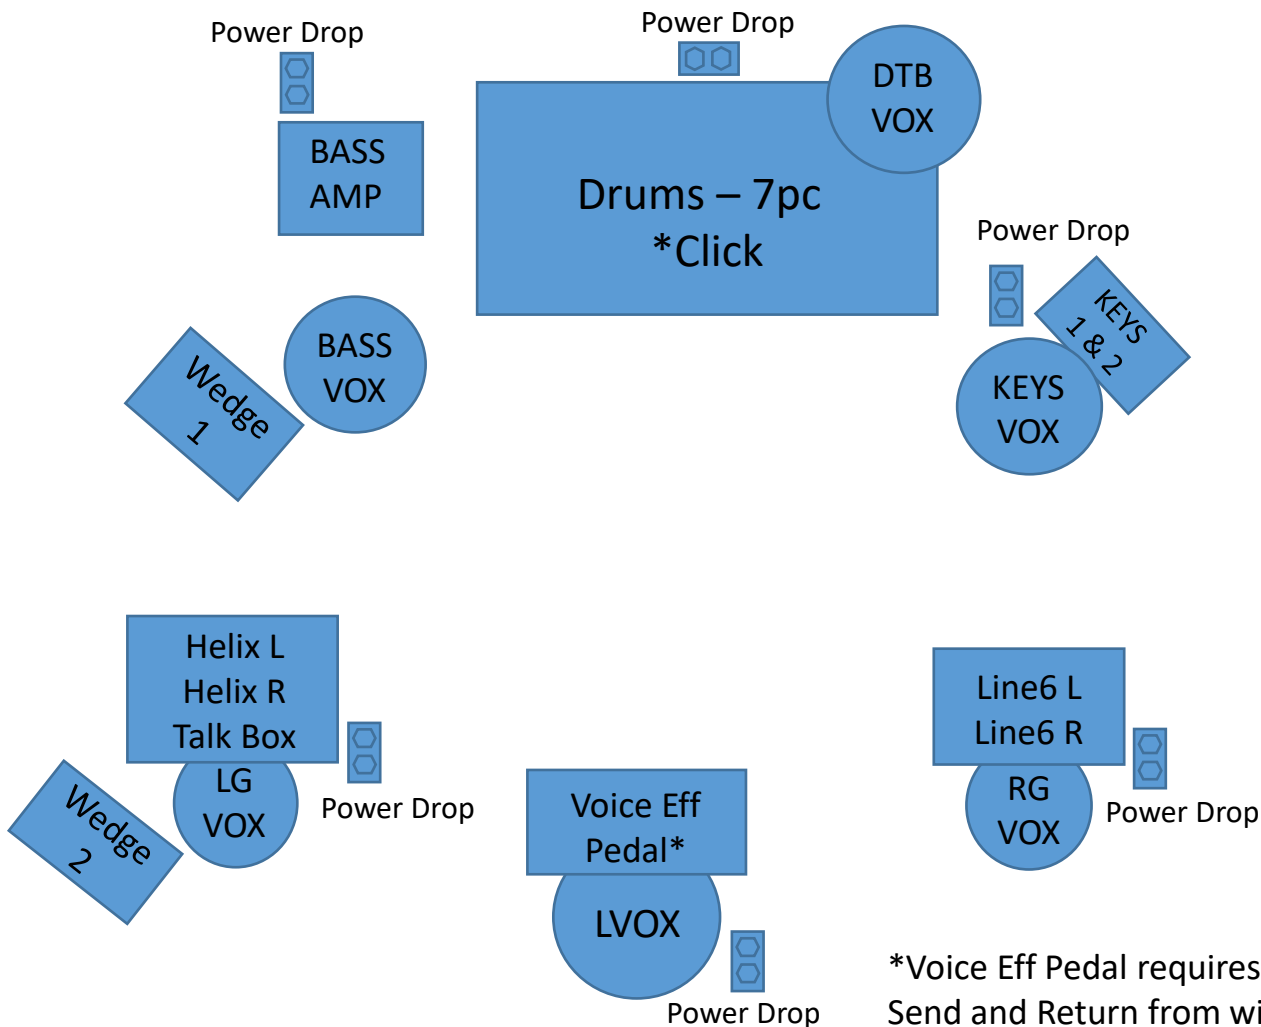 Power Drop
Power Drop
DTB
VOX
BASS
AMP
Drums – 7pc
*Click
Power Drop
KEYS
1 & 2
BASS
VOX
KEYS
VOX
Wedge
1
Helix L
Helix R
Talk Box
LG
VOX
Power Drop
Wedge
2
Voice Eff
Pedal*
LVOX
Power Drop
Line6 L
Line6 R
RG
VOX
Power Drop
*Voice Eff Pedal requires
Send and Return from